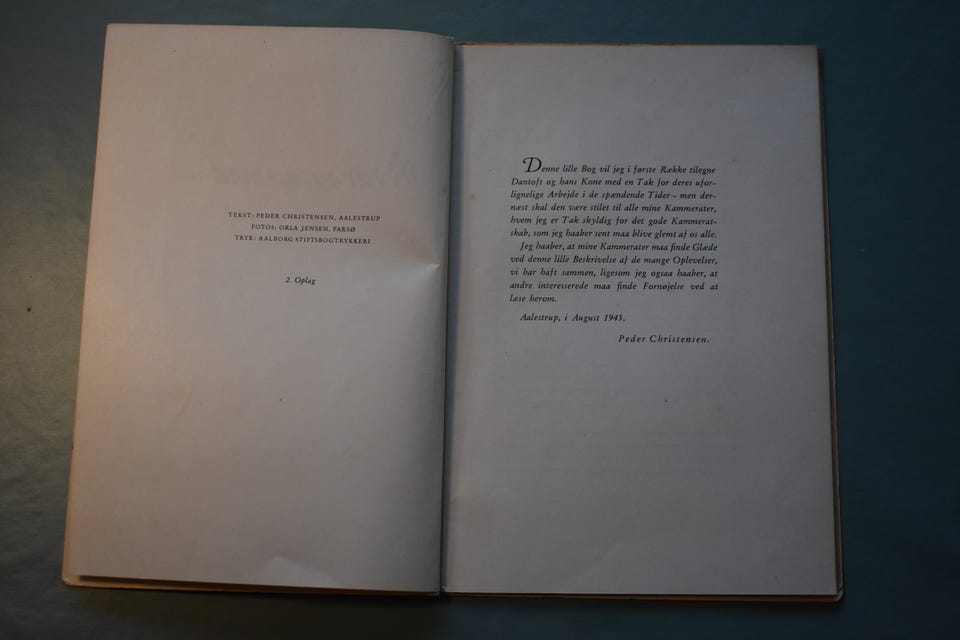 TEKST: PEDER CHRISTENSEN, AALESTRUP
FOTOS: ORLA JENSEN, FARSØ
TRYK: AALBORG STIFTSBOGTRYKKERI
2. Oplag
Denne lille Bog vil jeg i første Række tilegne
Dantoft og hans Kone med en Tak for deres ufor-
lignelige Arbejde i de spændende Tider – men der-
næst skal den være stilet til alle mine Kammerater,
hvem jeg er Tak skyldig for det gode Kammerat-
skab, som jeg haaber sent maa blive glemt af os alle.
Jeg haaber, at mine Kammerater maa finde Glæde
ved denne lille Beskrivelse af de mange Oplevelser,
vi har haft sammen, ligesom jeg ogsaa haaber, at
andre interesserede maa finde Fornøjelse ved at
læse herom.
Aalestrup, i August 1945.
Peder Christensen.